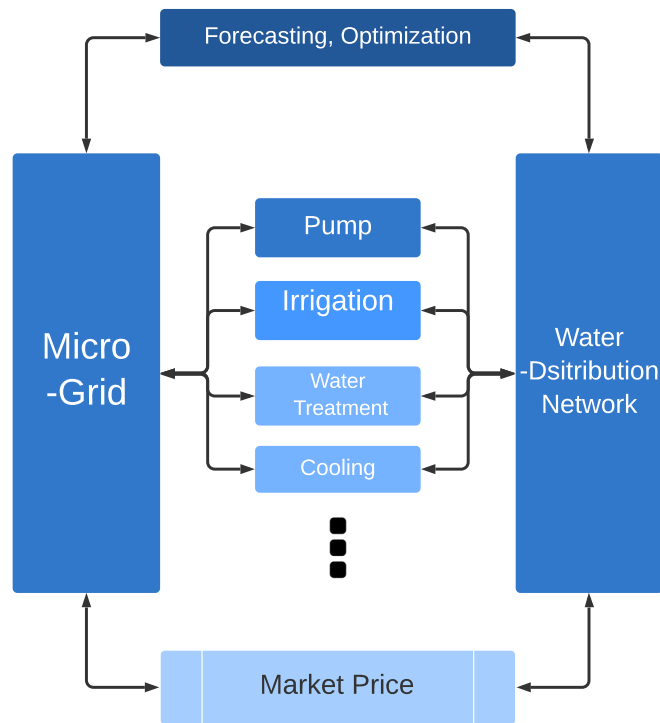 Forecasting, Optimization
Pump
Irrigation
Micro
-Grid
Water
Treatment
Water
-Dsitribution
Network
Cooling
Market Price